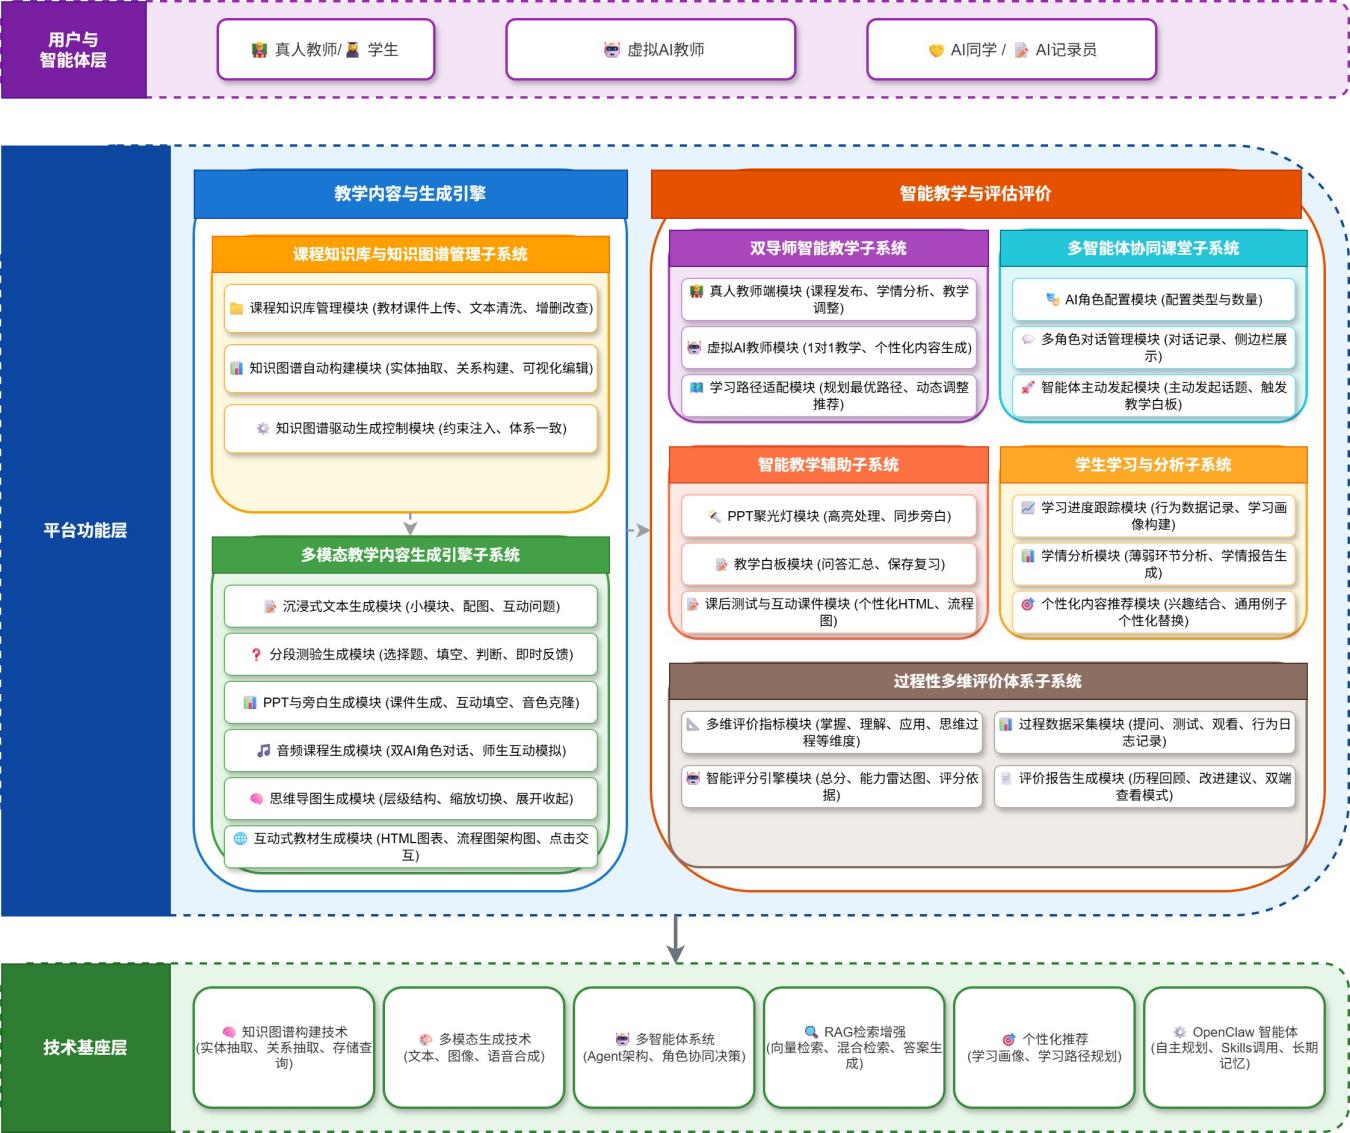 用户与
智能体层
真人教师/ 学生
虚拟AI教师
AI同学 / AI记录员
平台功能层
教学内容与生成引擎
课程知识库与知识图谱管理子系统
课程知识库管理模块 (教材课件上传、文本清洗、增删改查)
知识图谱自动构建模块 (实体抽取、关系构建、可视化编辑)
知识图谱驱动生成控制模块 (约束注入、体系一致)
多模态教学内容生成引擎子系统
沉浸式文本生成模块 (小模块、配图、互动问题)
分段测验生成模块 (选择题、填空、判断、即时反馈)
PPT与旁白生成模块 (课件生成、互动填空、音色克隆)
音频课程生成模块 (双AI角色对话、师生互动模拟)
思维导图生成模块 (层级结构、缩放切换、展开收起)
互动式教材生成模块 (HTML图表、流程图架构图、点击交
互)
智能教学与评估评价
双导师智能教学子系统
真人教师端模块 (课程发布、学情分析、教学
调整)
虚拟AI教师模块 (1对1教学、个性化内容生成)
学习路径适配模块 (规划最优路径、动态调整
推荐)
多智能体协同课堂子系统
AI角色配置模块 (配置类型与数量)
多角色对话管理模块 (对话记录、侧边栏展
示)
智能体主动发起模块 (主动发起话题、触发
教学白板)
智能教学辅助子系统
PPT聚光灯模块 (高亮处理、同步旁白)
教学白板模块 (问答汇总、保存复习)
课后测试与互动课件模块 (个性化HTML、流程
图)
学生学习与分析子系统
学习进度跟踪模块 (行为数据记录、学习画
像构建)
学情分析模块 (薄弱环节分析、学情报告生
成)
个性化内容推荐模块 (兴趣结合、通用例子
个性化替换)
过程性多维评价体系子系统
多维评价指标模块 (掌握、理解、应用、思维过
程等维度)
过程数据采集模块 (提问、测试、观看、行为日
志记录)
智能评分引擎模块 (总分、能力雷达图、评分依
据)
评价报告生成模块 (历程回顾、改进建议、双端
查看模式)
技术基座层
知识图谱构建技术
(实体抽取、关系抽取、存储查
询)
多模态生成技术
(文本、图像、语音合成)
多智能体系统
(Agent架构、角色协同决策)
RAG检索增强
(向量检索、混合检索、答案生
成)
个性化推荐
(学习画像、学习路径规划)
OpenClaw 智能体
(自主规划、Skills调用、长期
记忆)